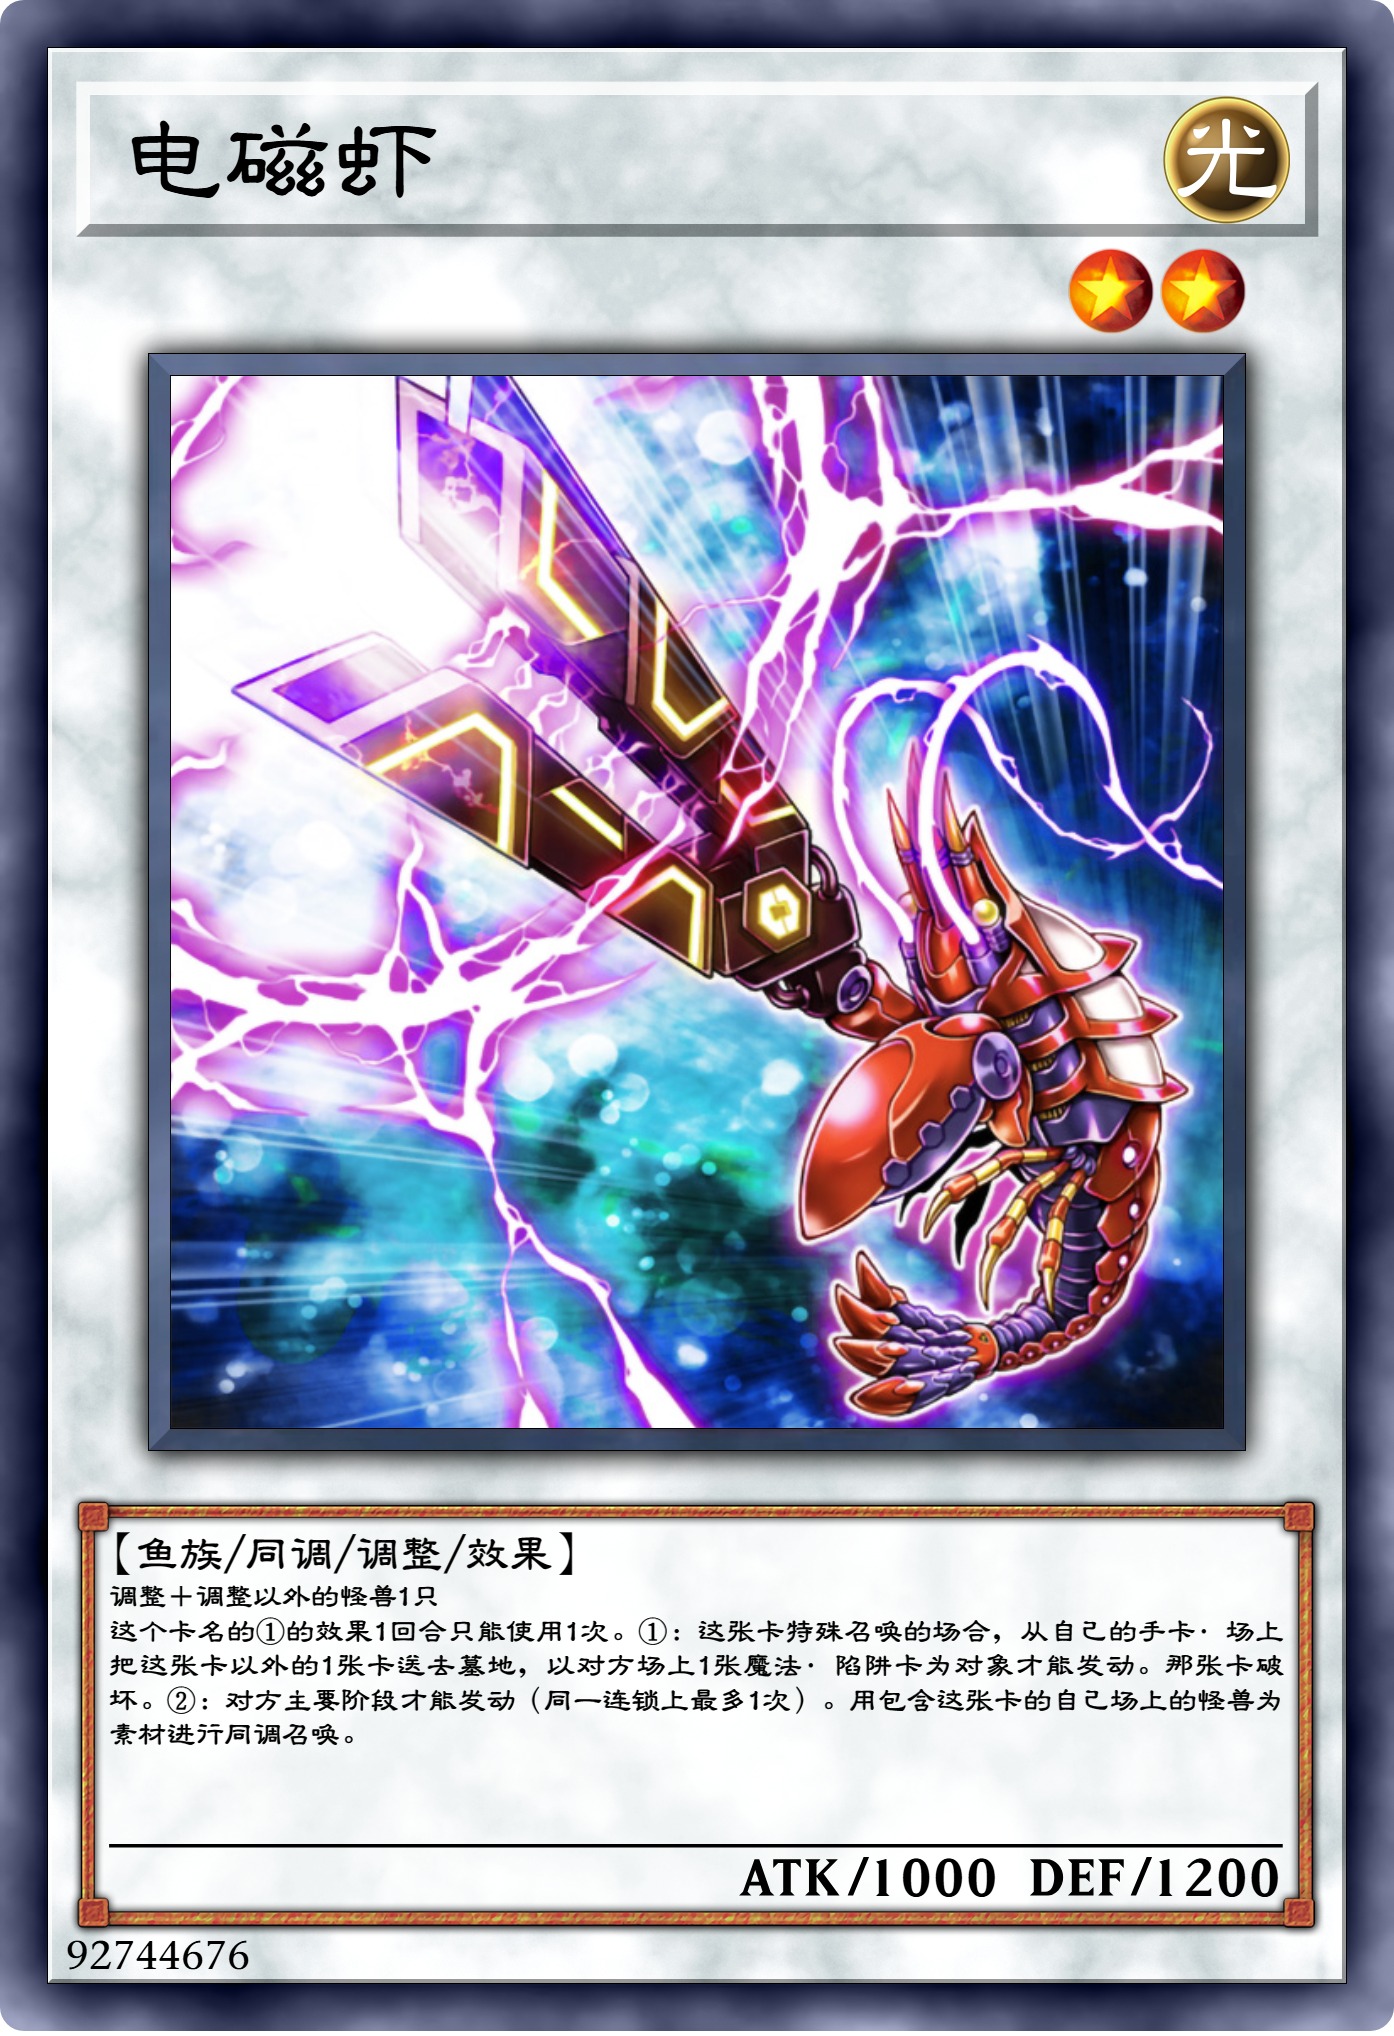 电磁虾
光
【鱼族/同调/调整/效果】
调整＋调整以外的怪兽1只
这个卡名的①的效果1回合只能使用1次。①：这张卡特殊召唤的场合，从自己的手卡·场上
把这张卡以外的1张卡送去墓地，以对方场上1张魔法·陷阱卡为对象才能发动。那张卡破
坏。②：对方主要阶段才能发动（同一连锁上最多1次）。用包含这张卡的自己场上的怪兽为
素材进行同调召唤。
ATK/1000 DEF/1200
92744676